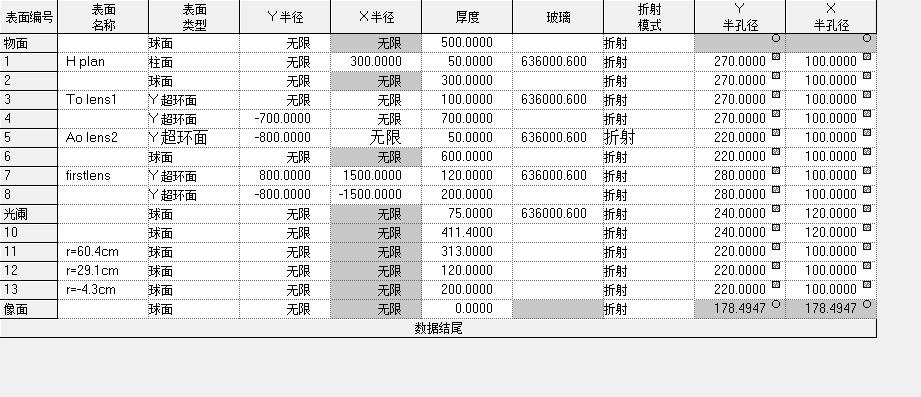 表面编号 表面名称 表面类型 Y半径 X半径 厚度 玻璃 折射模式 Y半孔径 X半孔径
物面 球面 无限 无限 500.0000 折射
1 H plan 柱面 无限 300.0000 50.0000 636000.600 折射 270.0000 100.0000
2 球面 无限 无限 300.0000 折射 270.0000 100.0000
3 To lens1 Y超环面 无限 无限 100.0000 636000.600 折射 270.0000 100.0000
4 Y超环面 -700.0000 无限 700.0000 折射 270.0000 100.0000
5 Ao lens2 Y超环面 -800.0000 无限 50.0000 636000.600 折射 220.0000 100.0000
6 球面 无限 无限 600.0000 折射 220.0000 100.0000
7 firstlens Y超环面 800.0000 1500.0000 120.0000 636000.600 折射 280.0000 100.0000
8 Y超环面 -800.0000 -1500.0000 200.0000 折射 280.0000 100.0000
光阑 球面 无限 无限 75.0000 636000.600 折射 240.0000 120.0000
10 球面 无限 无限 411.4000 折射 240.0000 120.0000
11 r=60.4cm 球面 无限 无限 313.0000 折射 220.0000 100.0000
12 r=29.1cm 球面 无限 无限 120.0000 折射 220.0000 100.0000
13 r=-4.3cm 球面 无限 无限 200.0000 折射 220.0000 100.0000
像面 球面 无限 无限 0.0000 折射 178.4947 178.4947
数据结尾